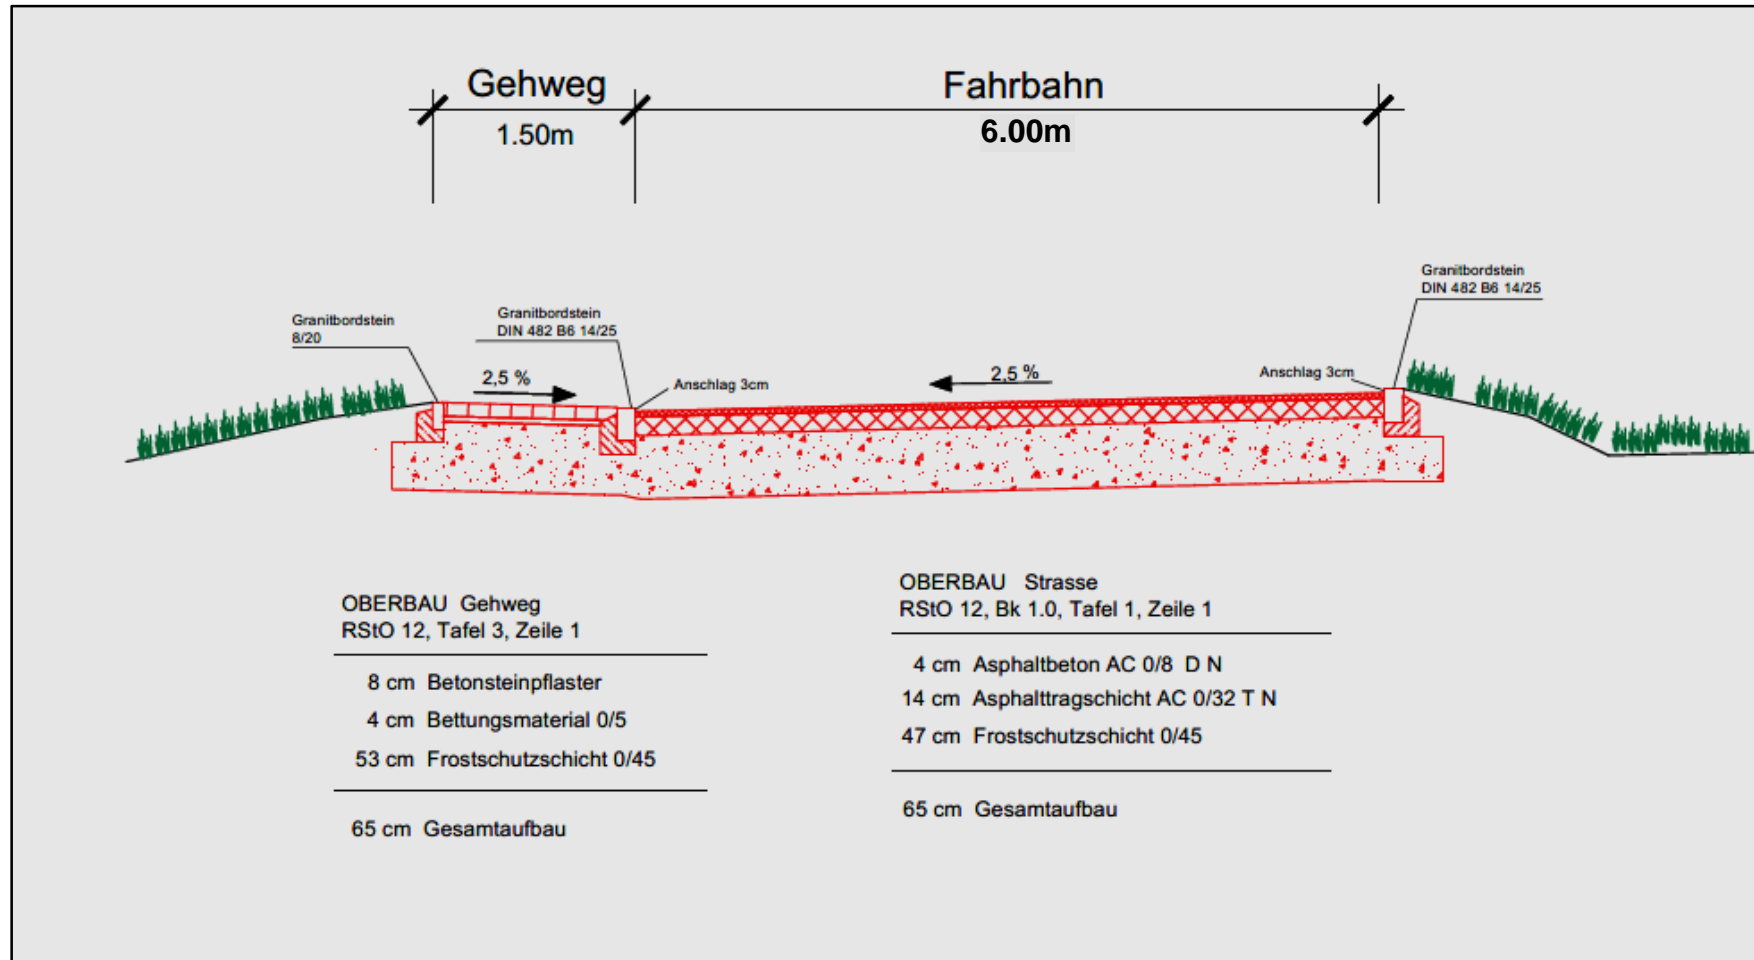 Gehweg
Fahrbahn
1.50m
6.00m
Granitbordstein
DIN 482 B6 14/25
Granitbordstein
DIN 482 B6 14/25
Granitbordstein
8/20
2,5 %
Anschlag 3cm
2,5 %
Anschlag 3cm
OBERBAU Gehweg
RStO 12, Tafel 3, Zeile 1
8 cm Betonsteinpflaster
4 cm Bettungsmaterial 0/5
53 cm Frostschutzschicht 0/45
65 cm Gesamtaufbau
OBERBAU Strasse
RStO 12, Bk 1.0, Tafel 1, Zeile 1
4 cm Asphaltbeton AC 0/8 D N
14 cm Asphalttragschicht AC 0/32 T N
47 cm Frostschutzschicht 0/45
65 cm Gesamtaufbau